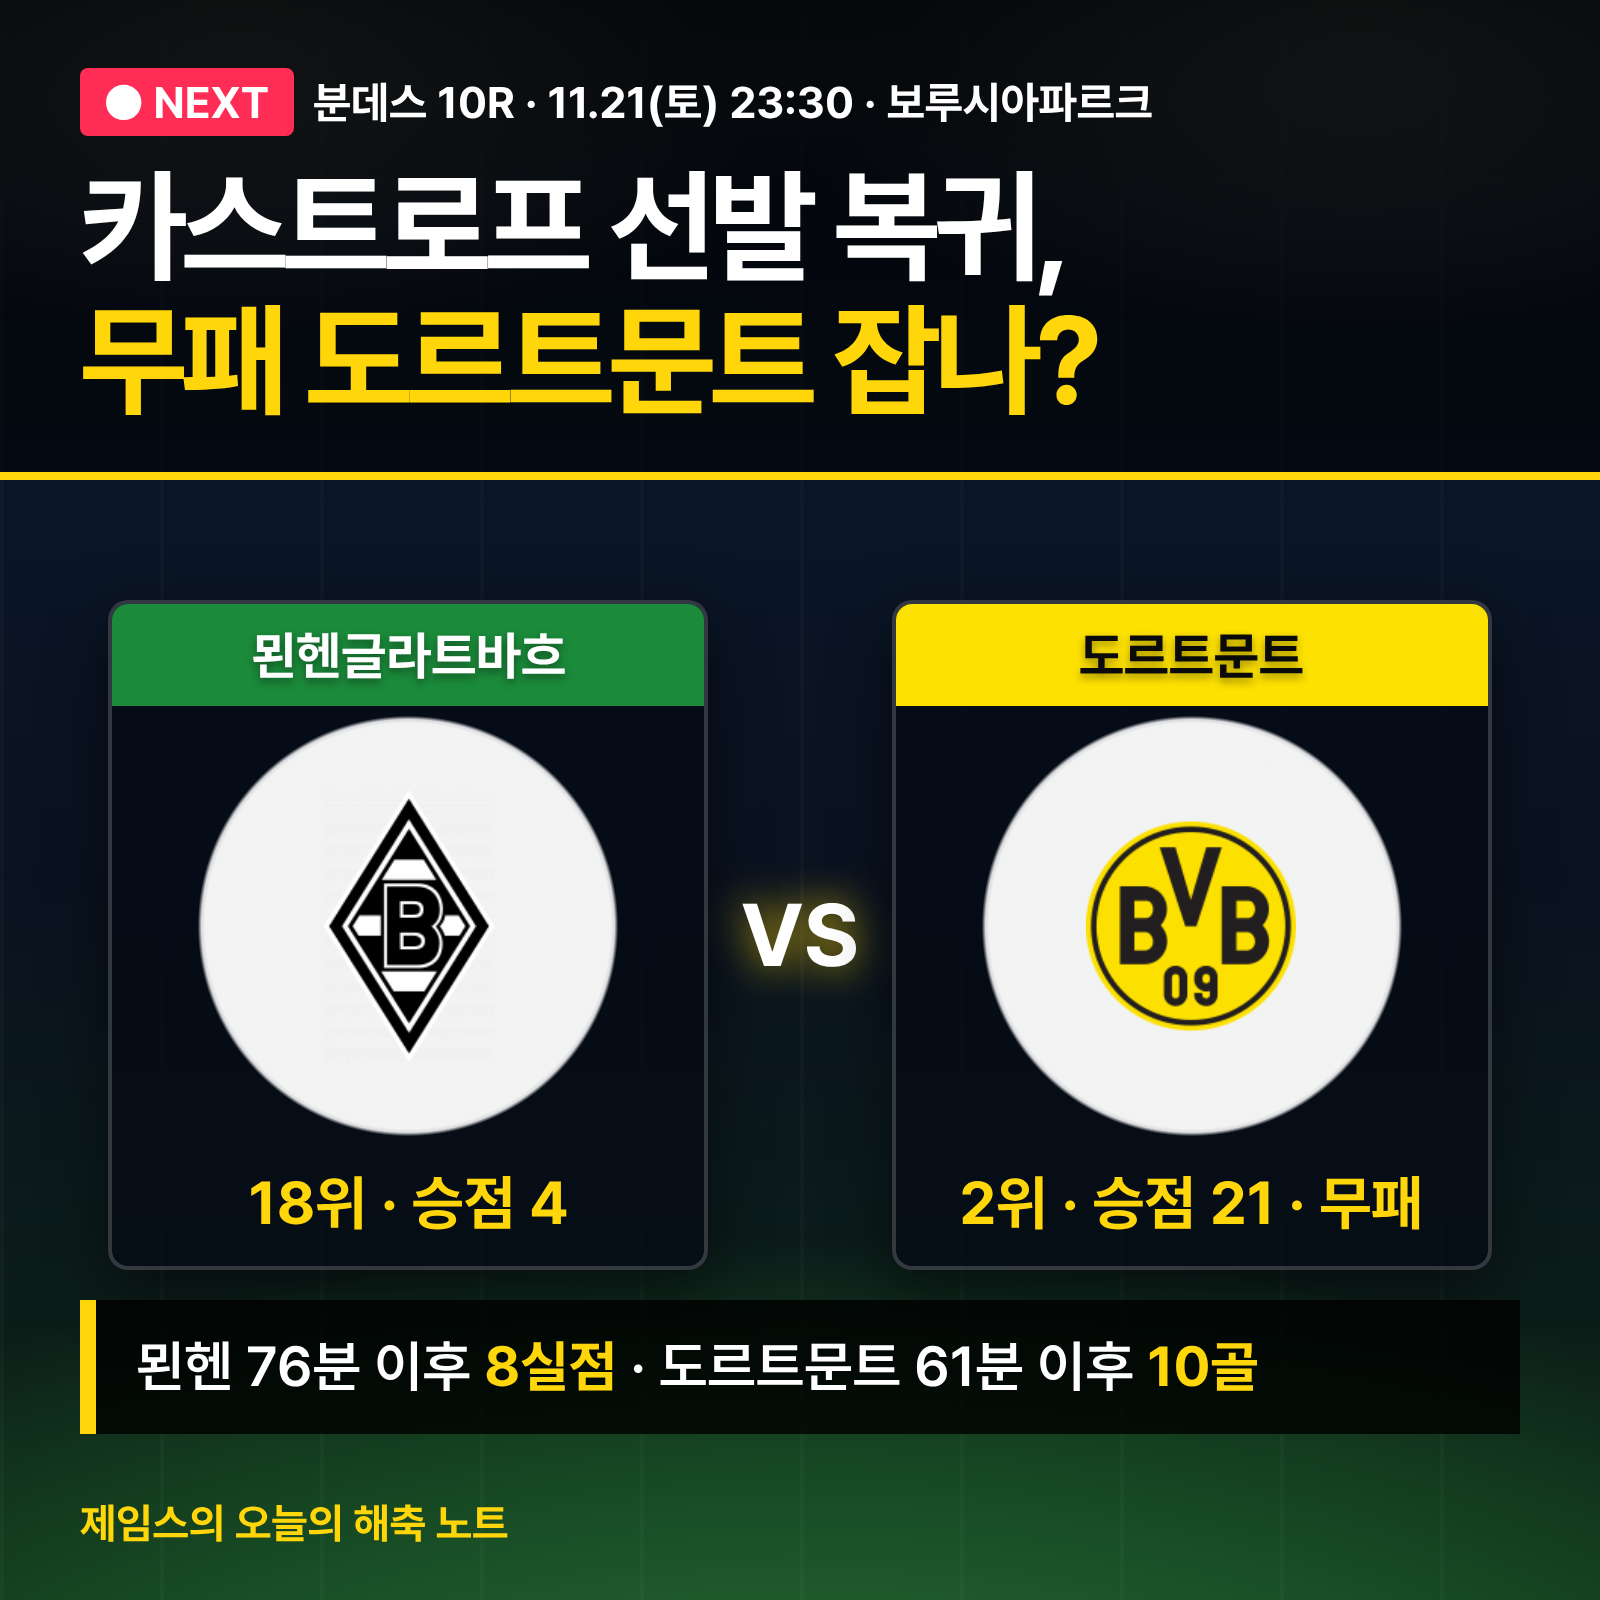 NEXT 분데스 10R · 11.21(토) 23:30 · 보루시아파르크
카스트로프 선발 복귀,
무패 도르트문트 잡나?
묀헨글라트바흐
도르트문트
B
BVB
09
VS
18위 · 승점 4
2위 · 승점 21 · 무패
묀헨 76분 이후 8실점 · 도르트문트 61분 이후 10골
제임스의 오늘의 해축 노트